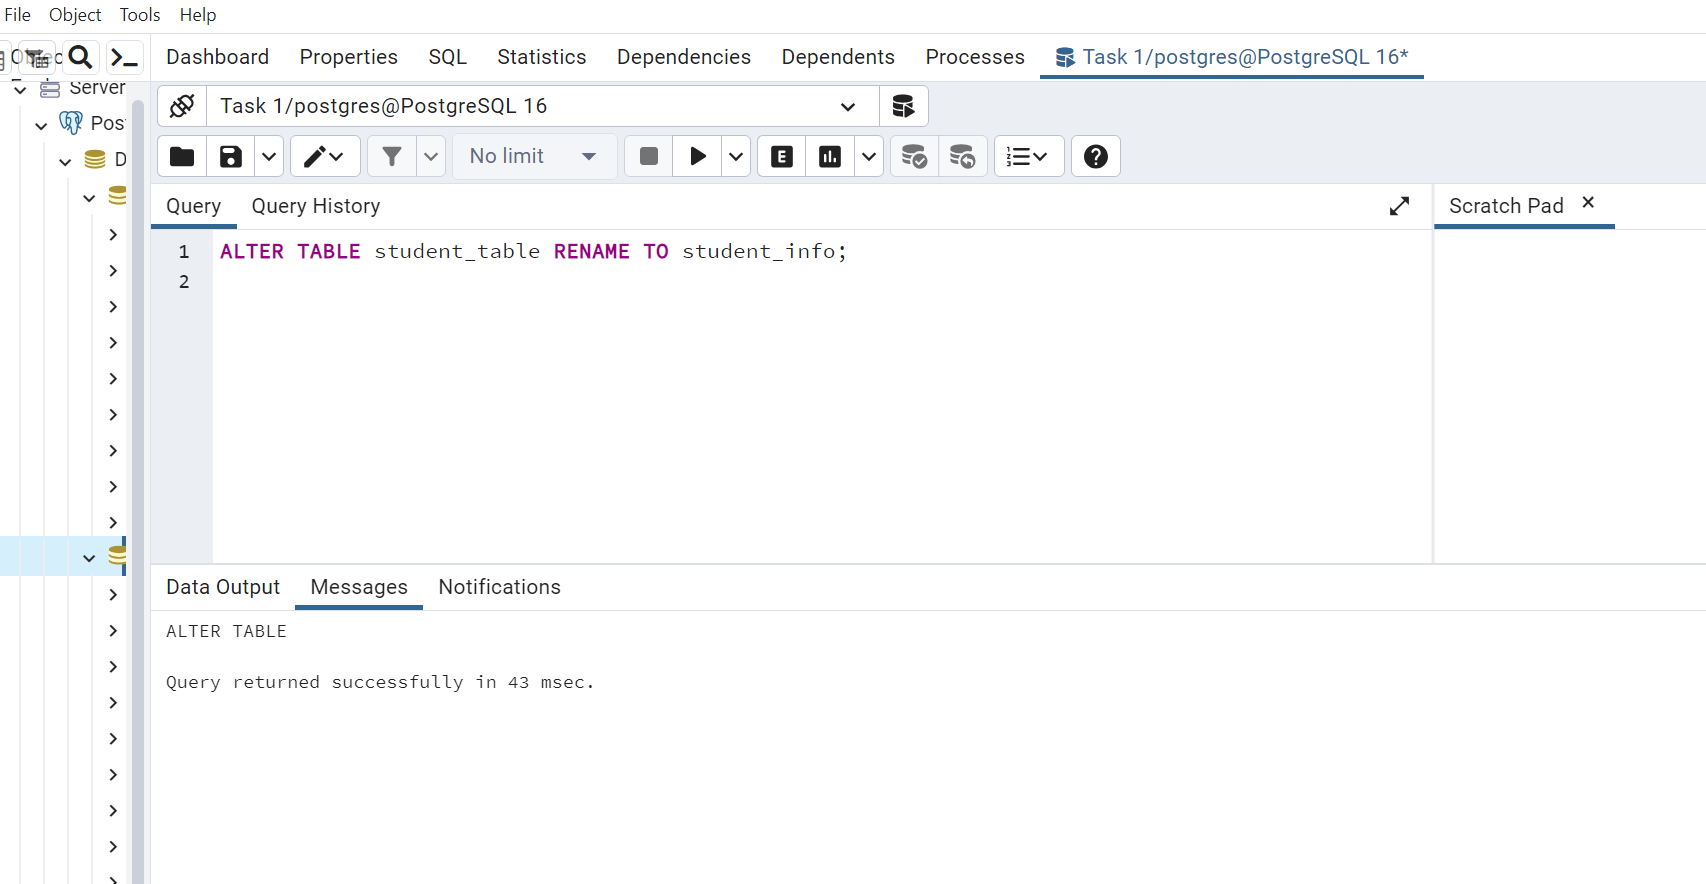 File Object Tools Help
Dashboard Properties SQL Statistics Dependencies Dependents Processes Task 1/postgres@PostgreSQL 16*
Server
Task 1/postgres@PostgreSQL 16
Pos
D
No limit
E
Query Query History
Scratch Pad
1 ALTER TABLE student_table RENAME TO student_info;
2
Data Output Messages Notifications
ALTER TABLE
Query returned successfully in 43 msec.